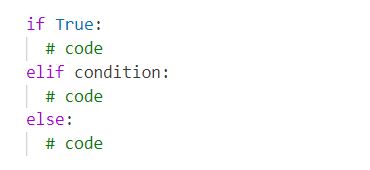 if True:
  # code
elif condition:
  # code
else:
  # code